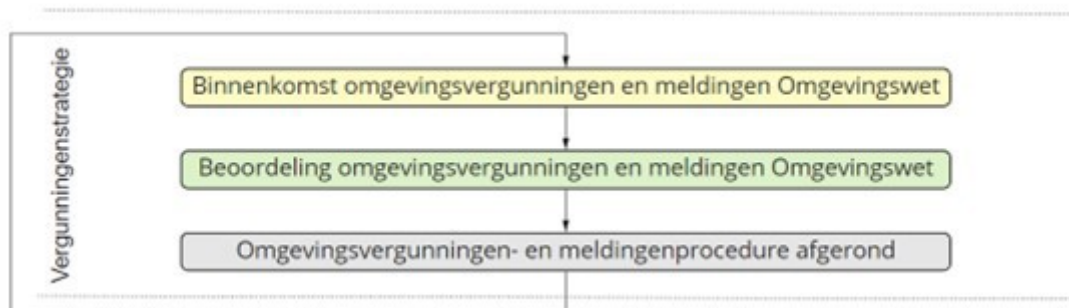 Vergunningenstrategie
Binnenkomst omgevingsvergunningen en meldingen Omgevingswet
Beoordeling omgevingsvergunningen en meldingen Omgevingswet
Omgevingsvergunningen- en meldingenprocedure afgerond